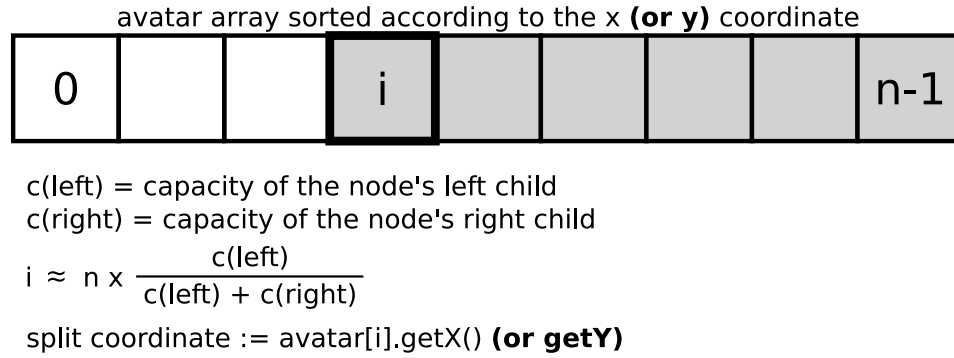 avatar array sorted according to the x (or y) coordinate
0 i n-1
c(left) = capacity of the node's left child
c(right) = capacity of the node's right child
i ≈ n x c(left) / c(left) + c(right)
split coordinate := avatar[i].getX() (or getY)